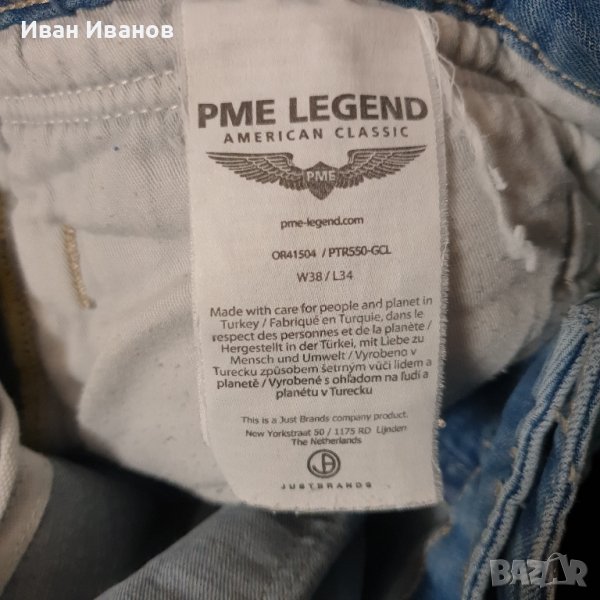 Иван Иванов
PME LEGEND
AMERICAN CLASSIC
PME
pme-legend.com
OR41504 / PTR550-GCL
W38 / L34
Made with care for people and planet in
Turkey / Fabriqué en Turquie, dans le
respect des personnes et de la planète /
Hergestellt in der Türkei, mit Liebe zu
Mensch und Umwelt / Vyrobeno v
Turecku způsobem šetrným vůči lidem a
planetě / Vyrobené s ohľadom na ľudí a
planétu v Turecku
This is a Just Brands company product.
New Yorkstraat 50 / 1175 RD Lijnden
The Netherlands
JUSTBRANDS
BAZAR